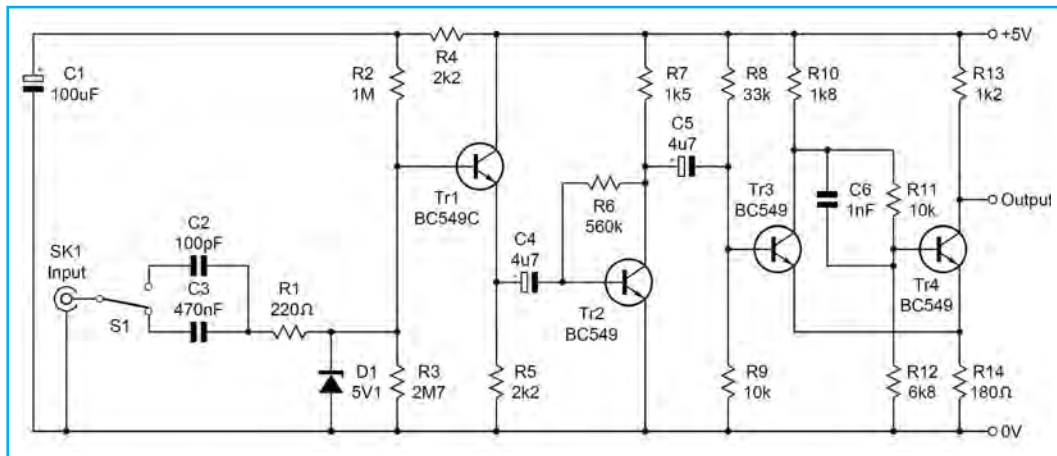 +5V
C1
100uF
+
R2
1M
R4
2k2
R7
1k5
R8
33k
R10
1k8
R13
1k2
C5
4u7
+
Tr1
BC549C
R6
560k
C4
4u7
+
Tr2
BC549
Tr3
BC549
C6
1nF
R11
10k
Output
Tr4
BC549
SK1
Input
C2
100pF
C3
470nF
S1
R1
220Ω
D1
5V1
R3
2M7
R5
2k2
R9
10k
R12
6k8
R14
180Ω
0V